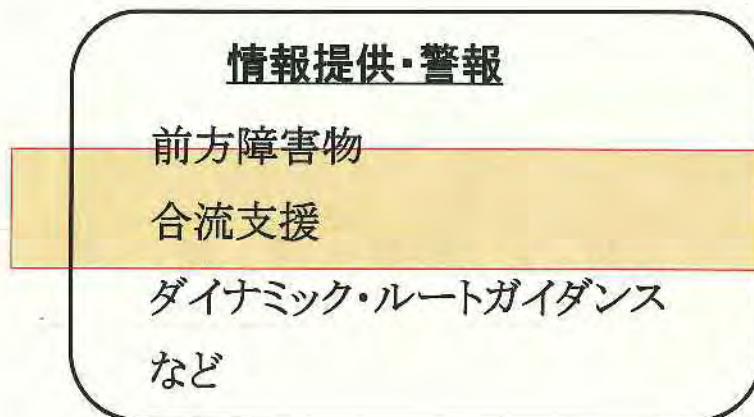 情報提供・警報
前方障害物
合流支援
ダイナミック・ルートガイダンス
など